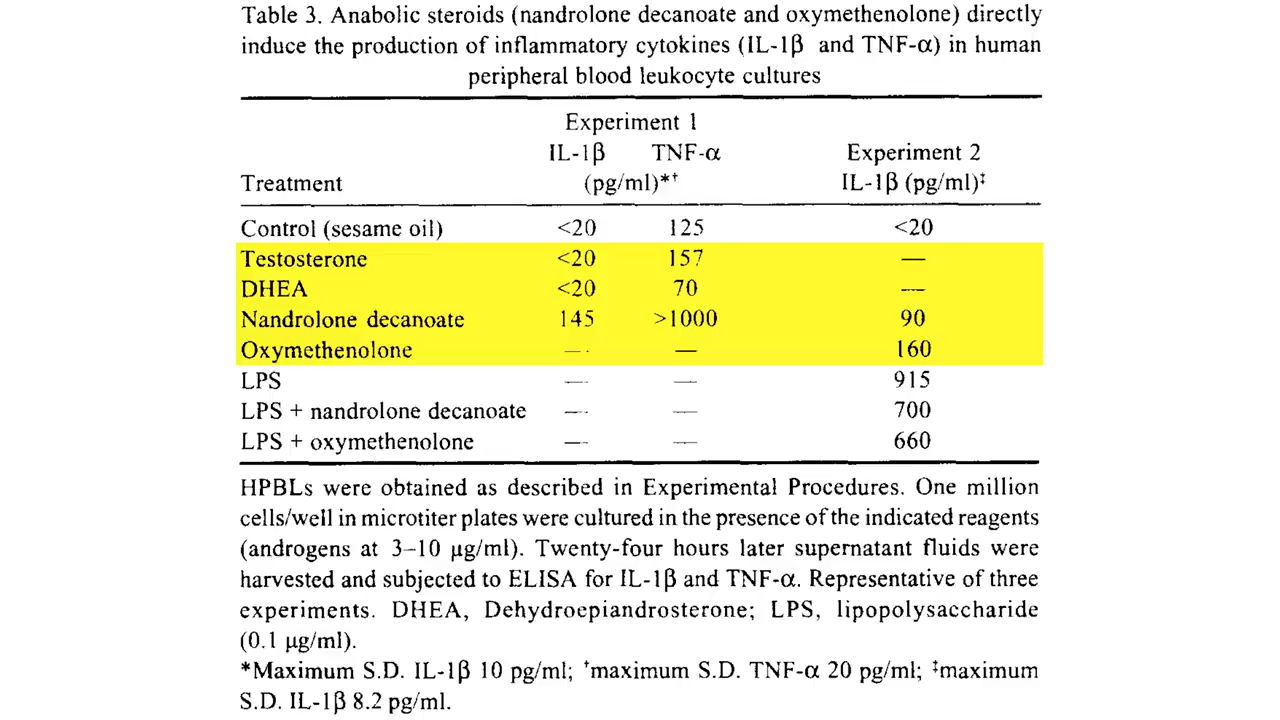 Table 3. Anabolic steroids (nandrolone decanoate and oxymethenolone) directly
induce the production of inflammatory cytokines (IL-1β and TNF-α) in human
peripheral blood leukocyte cultures
Experiment 1
IL-1β TNF-α Experiment 2
Treatment (pg/ml)*† IL-1β (pg/ml)‡
Control (sesame oil) <20 125 <20
Testosterone <20 157 —
DHEA <20 70 —
Nandrolone decanoate 145 >1000 90
Oxymethenolone — — 160
LPS — — 915
LPS + nandrolone decanoate — — 700
LPS + oxymethenolone — — 660
HPBLs were obtained as described in Experimental Procedures. One million
cells/well in microtiter plates were cultured in the presence of the indicated reagents
(androgens at 3–10 μg/ml). Twenty-four hours later supernatant fluids were
harvested and subjected to ELISA for IL-1β and TNF-α. Representative of three
experiments. DHEA, Dehydroepiandrosterone; LPS, lipopolysaccharide
(0.1 μg/ml).
*Maximum S.D. IL-1β 10 pg/ml; †maximum S.D. TNF-α 20 pg/ml; ‡maximum
S.D. IL-1β 8.2 pg/ml.